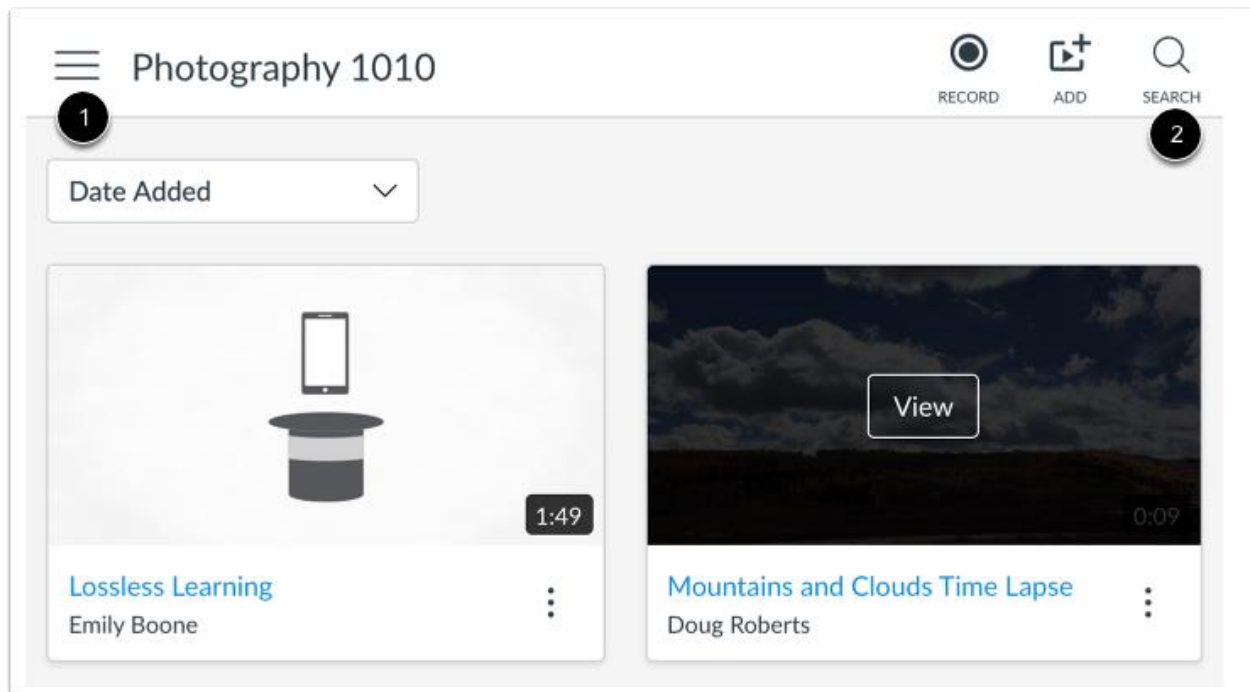 Photography 1010
RECORD
ADD
SEARCH
1
2
Date Added
View
1:49
0:09
Lossless Learning
Emily Boone
Mountains and Clouds Time Lapse
Doug Roberts